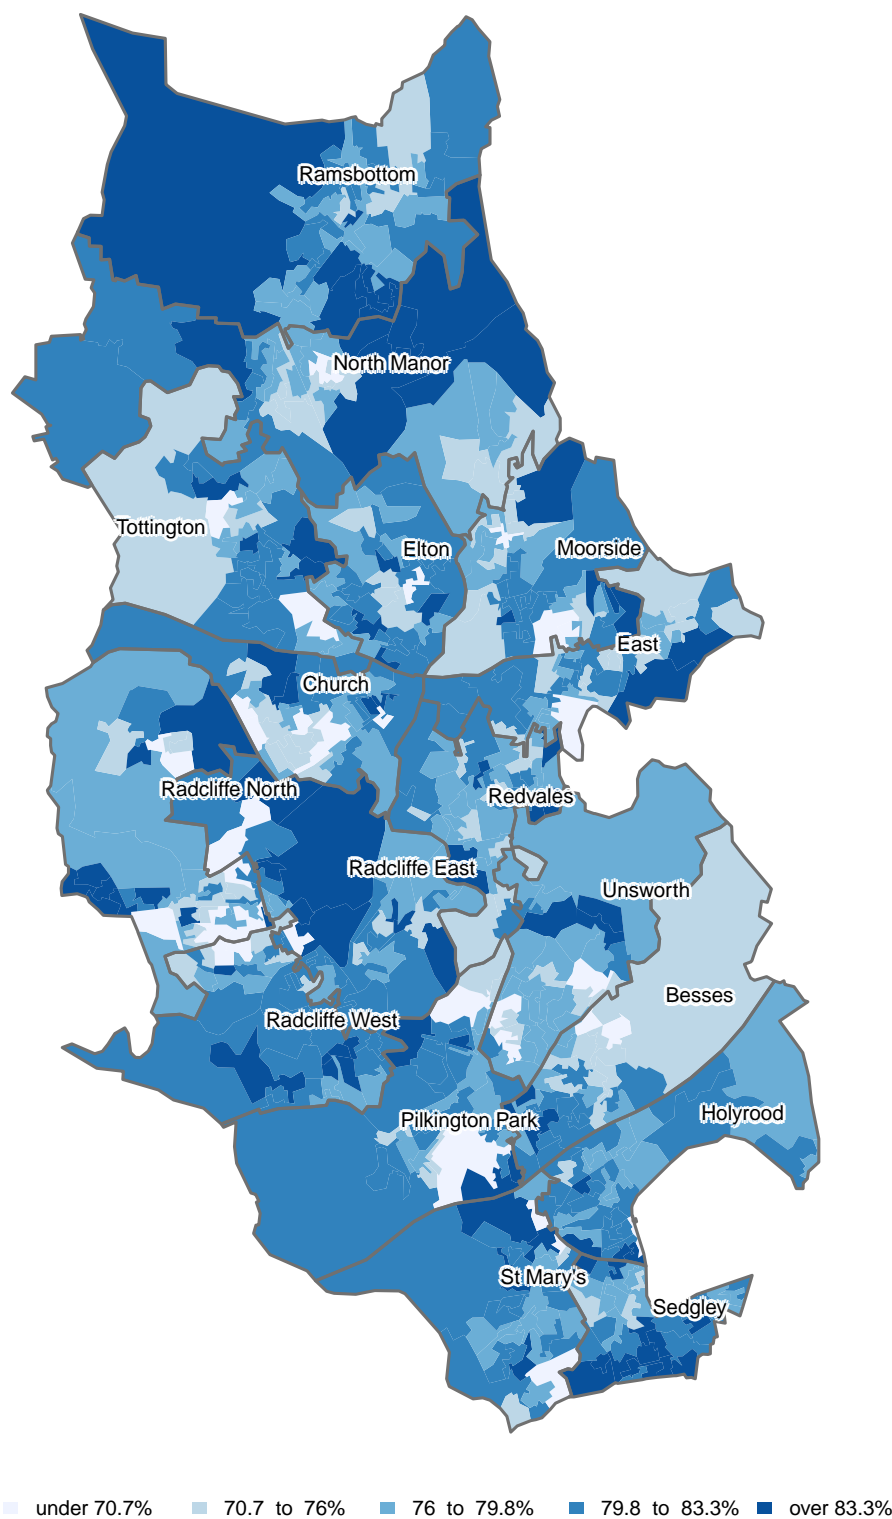 Ramsbottom
North Manor
Tottington
Elton
Moorside
East
Church
Radcliffe North
Redvales
Radcliffe East
Unsworth
Besses
Radcliffe West
Pilkington Park
Holyrood
St Mary's
Sedgley
under 70.7% 70.7 to 76% 76 to 79.8% 79.8 to 83.3% over 83.3%